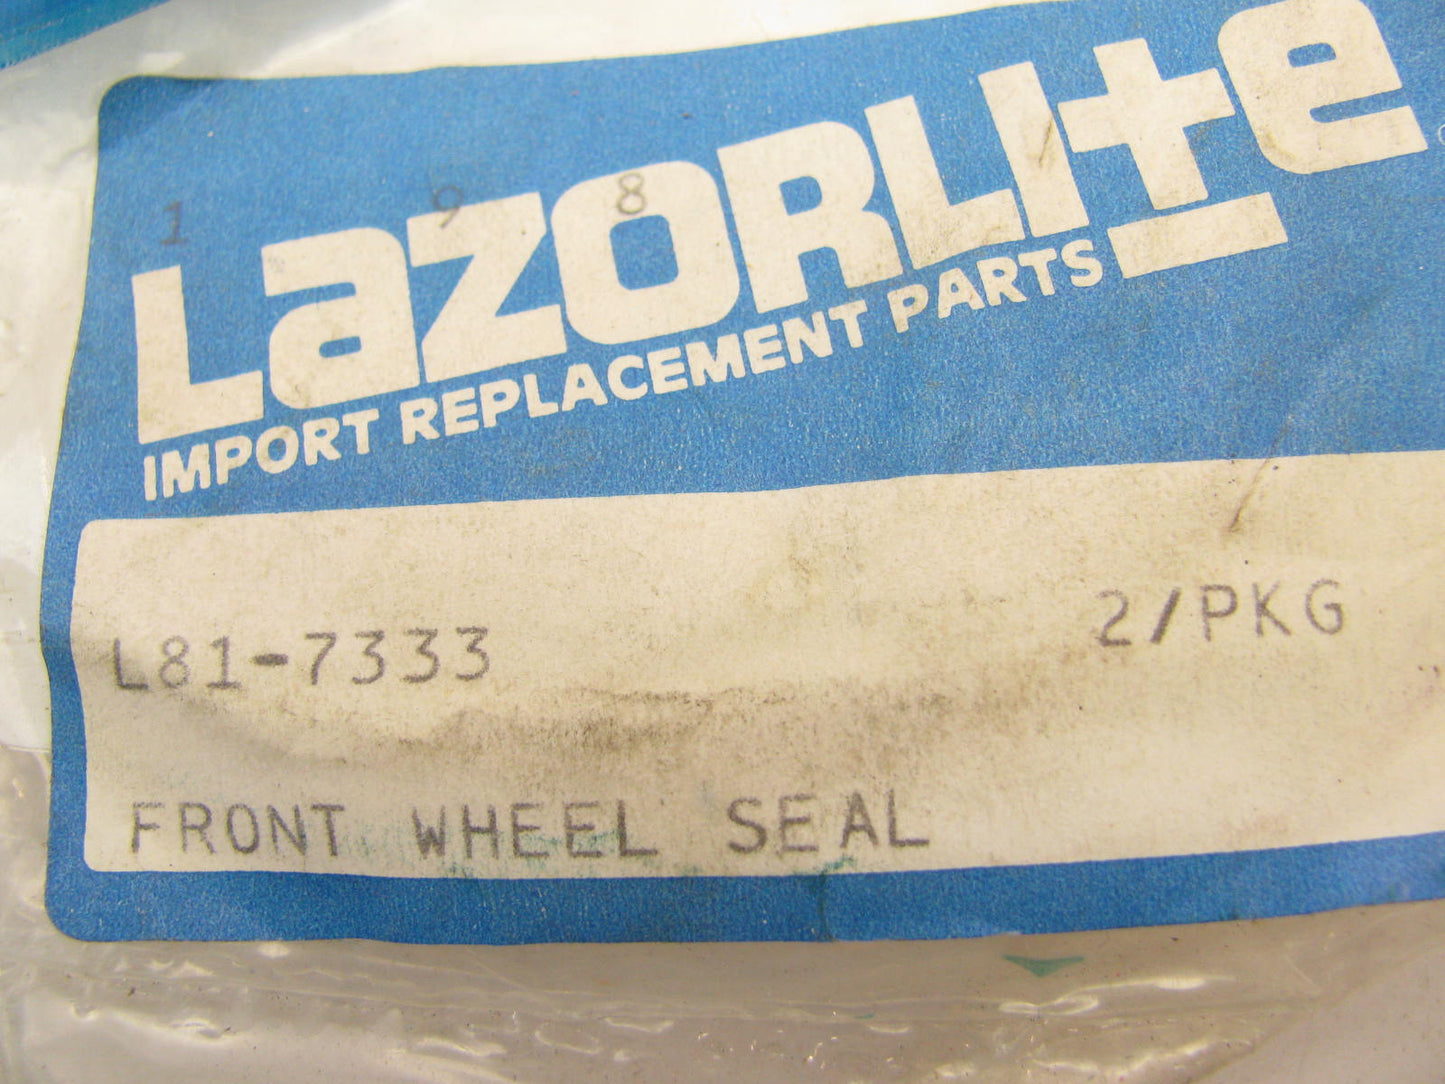 1 9 8
LaZORLITe
IMPORT REPLACEMENT PARTS
L81-7333 2/PKG
FRONT WHEEL SEAL